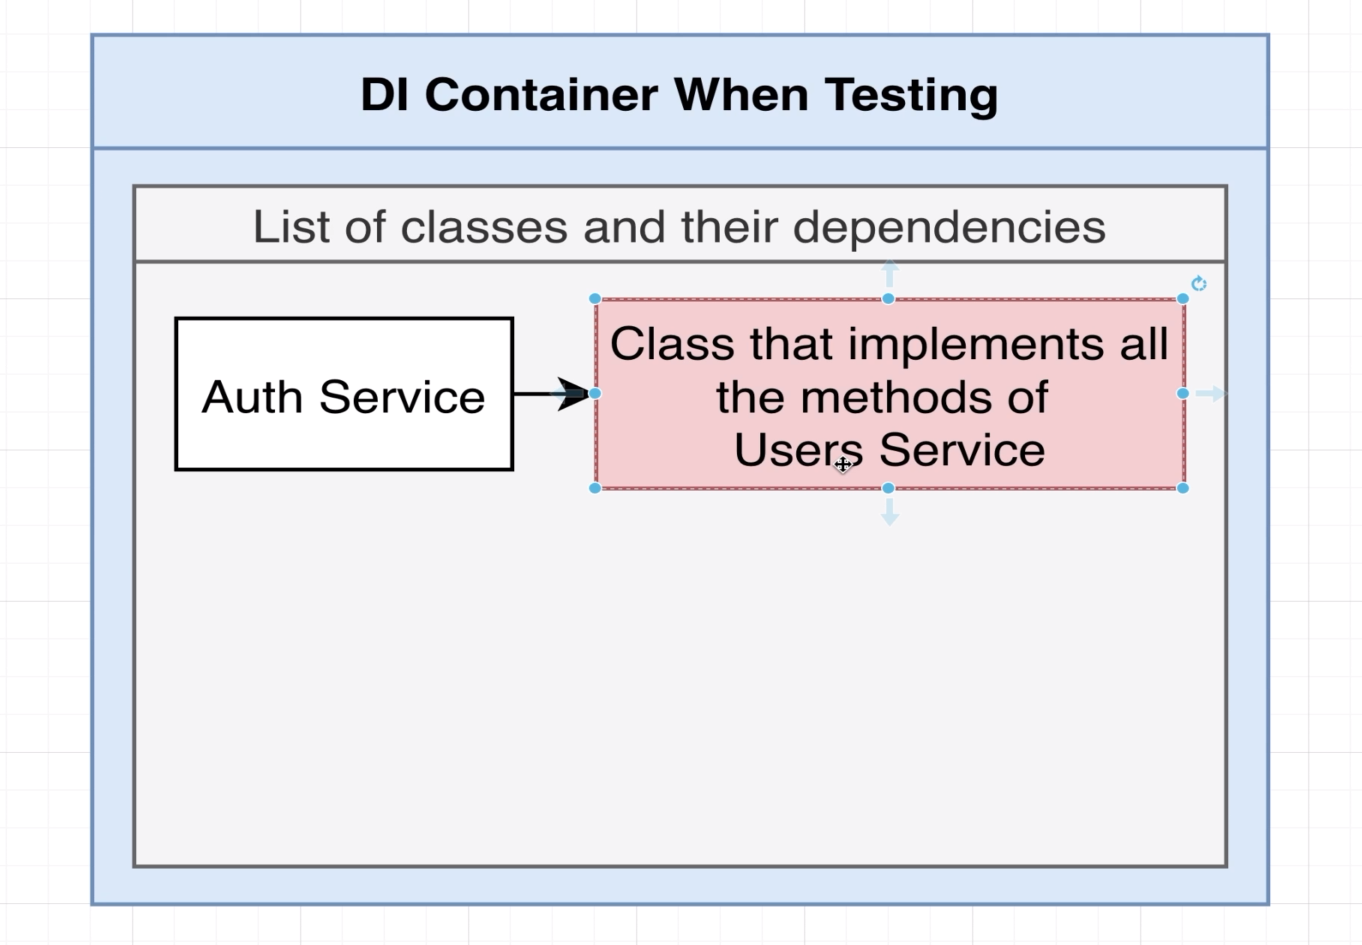 DI Container When Testing
List of classes and their dependencies
Auth Service
Class that implements all
the methods of
Users Service